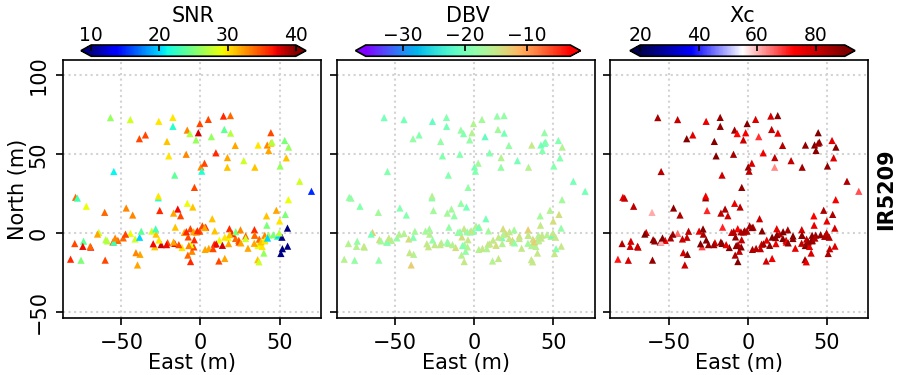 SNR DBV Xc
10 20 30 40 −30 −20 −10 20 40 60 80
100
50
0
−50
North (m)
IR5209
−50 0 50 −50 0 50 −50 0 50
East (m) East (m) East (m)